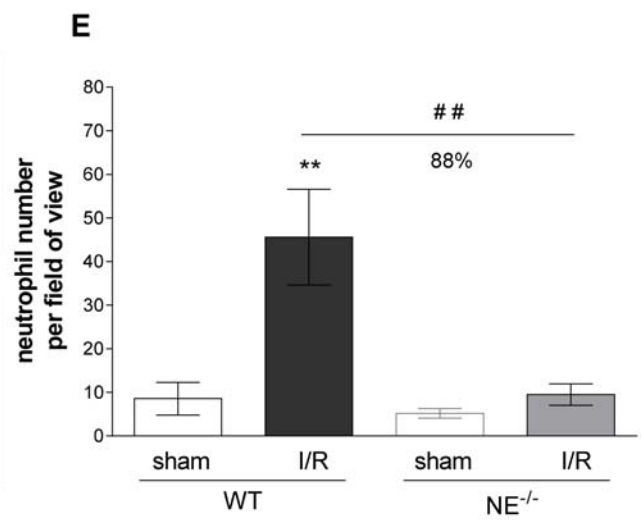 E
neutrophil number
per field of view
80
70
60
50
40
30
20
10
0
**
##
88%
sham I/R sham I/R
WT NE-/-